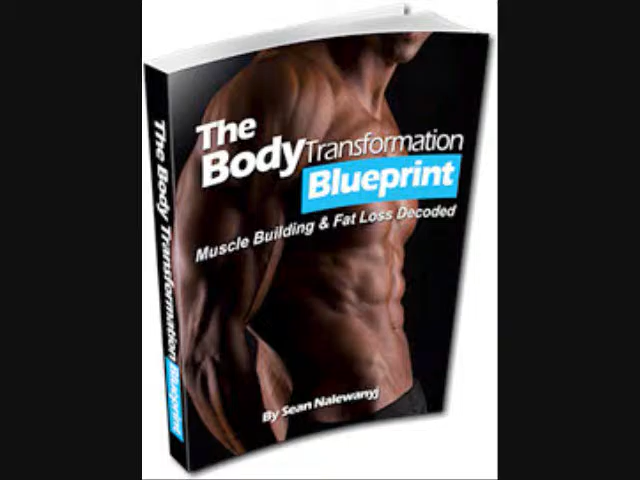 The Body Transformation Blueprint
The
Body Transformation
Blueprint
Muscle Building & Fat Loss Decoded
By Sean Nalewanyj